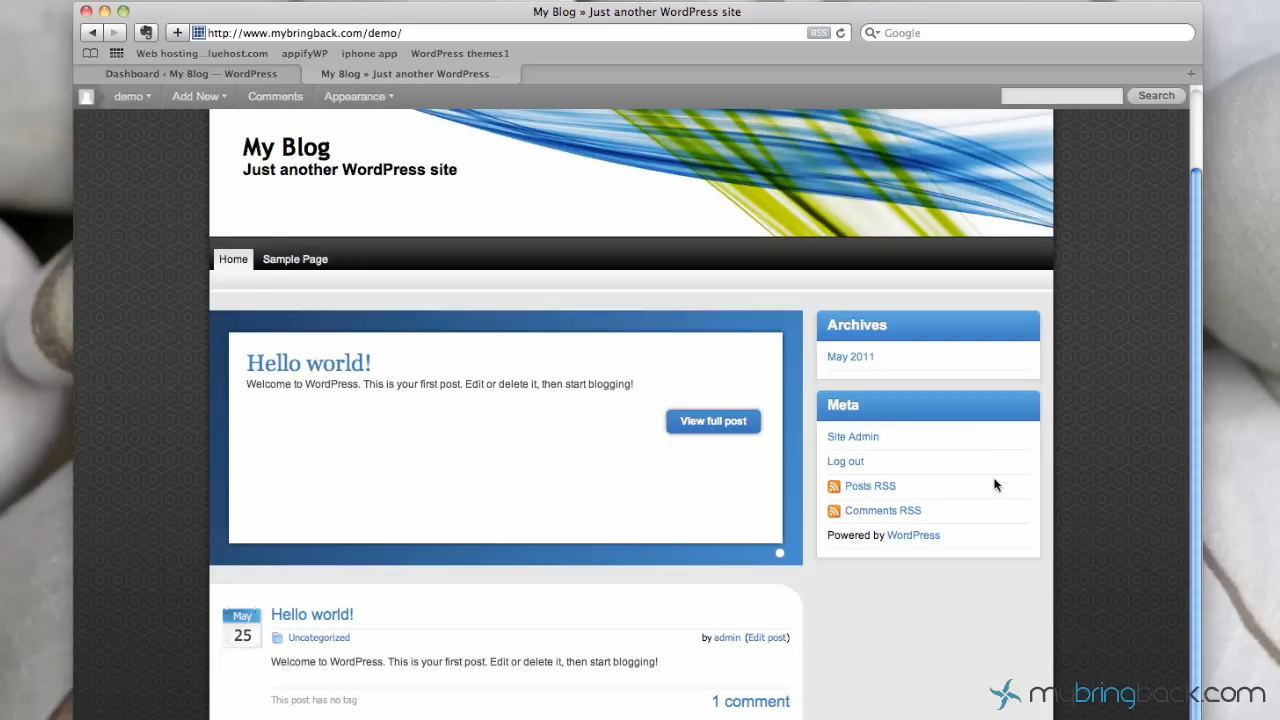 My Blog » Just another WordPress site
http://www.mybringback.com/demo/
RSS
Google
Web hosting...luehost.com appifyWP iphone app WordPress themes1
Dashboard ‹ My Blog — WordPress
My Blog » Just another WordPress...
demo Add New Comments Appearance
Search
My Blog
Just another WordPress site
Home Sample Page
Hello world!
Welcome to WordPress. This is your first post. Edit or delete it, then start blogging!
View full post
Archives
May 2011
Meta
Site Admin
Log out
Posts RSS
Comments RSS
Powered by WordPress
May
25
Hello world!
Uncategorized
by admin (Edit post)
Welcome to WordPress. This is your first post. Edit or delete it, then start blogging!
This post has no tag
1 comment
mybringback.com